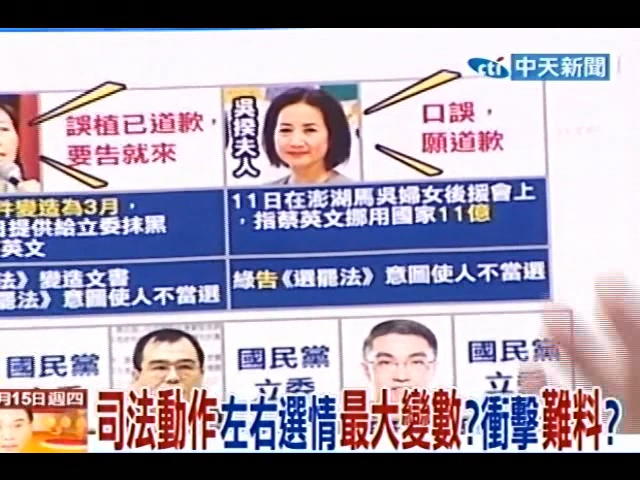 cti 中天新聞
誤植已道歉，
要告就來
吳揆夫人
口誤，
願道歉
件變造為3月，
提供給立委抹黑
英文
11日在澎湖馬吳婦女後援會上
，指蔡英文挪用國家11億
法》變造文書
罷法》意圖使人不當選
綠告《選罷法》意圖使人不當選
國民黨
立委
國民黨
立委
國民黨
立委
月15日週四
司法動作左右選情最大變數?衝擊難料?